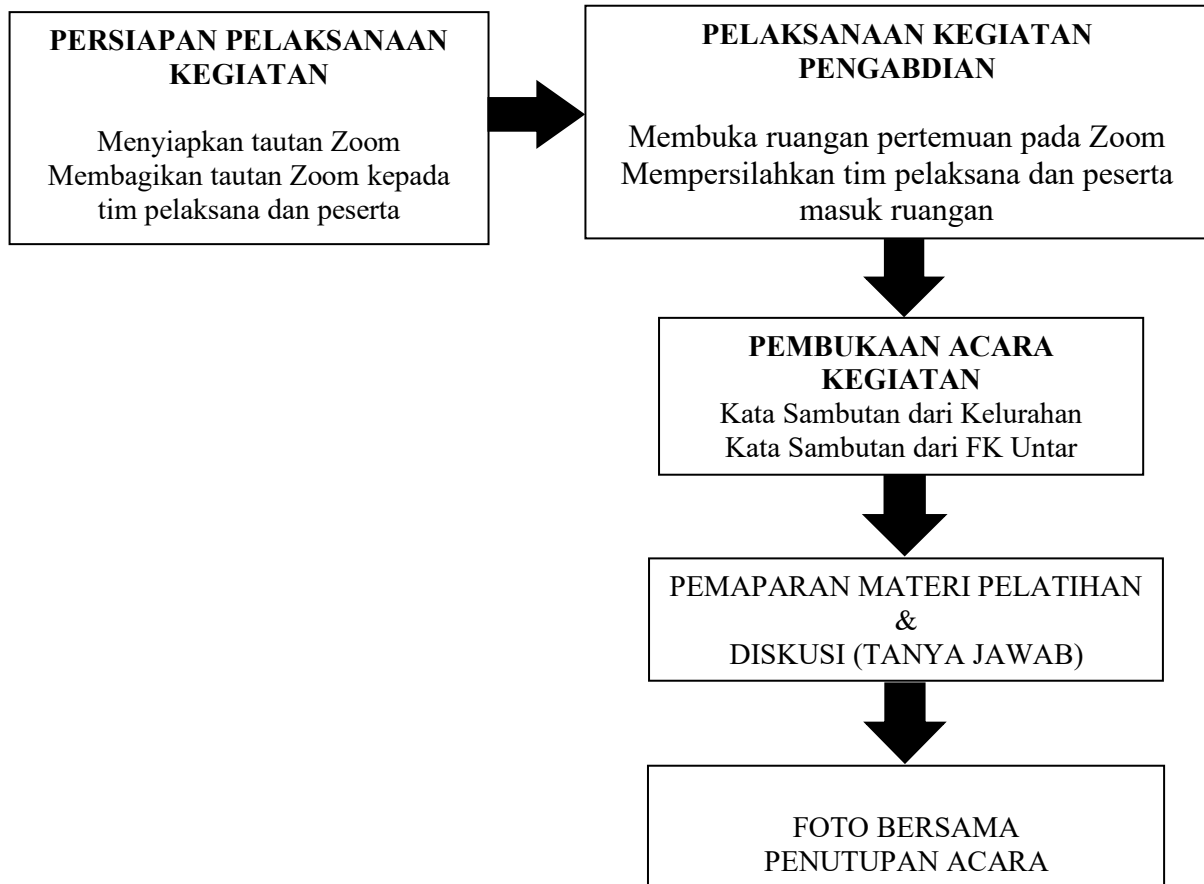 PERSIAPAN PELAKSANAAN
KEGIATAN
Menyiapkan tautan Zoom
Membagikan tautan Zoom kepada
tim pelaksana dan peserta
PELAKSANAAN KEGIATAN
PENGABDIAN
Membuka ruangan pertemuan pada Zoom
Mempersilahkan tim pelaksana dan peserta
masuk ruangan
PEMBUKAAN ACARA
KEGIATAN
Kata Sambutan dari Kelurahan
Kata Sambutan dari FK Untar
PEMAPARAN MATERI PELATIHAN
&
DISKUSI (TANYA JAWAB)
FOTO BERSAMA
PENUTUPAN ACARA